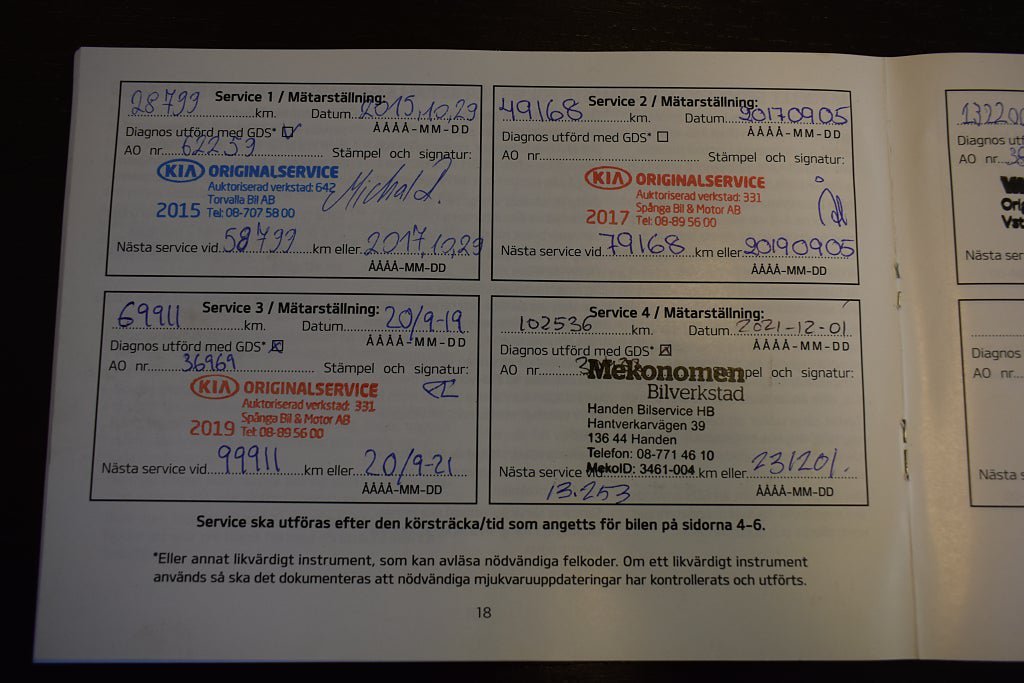 28799 Service 1 / Mätarställning: 2015,10,29
km. Datum
Diagnos utförd med GDS* ÅÅÅÅ-MM-DD
AO nr. 62259 Stämpel och signatur:
KIA ORIGINALSERVICE
Auktoriserad verkstad: 642
Torvalla Bil AB
2015 Tel: 08-707 58 00
Nästa service vid 58799 km eller 2017,10,29
ÅÅÅÅ-MM-DD
49168 Service 2 / Mätarställning:
km. Datum 20170905
Diagnos utförd med GDS* ÅÅÅÅ-MM-DD
AO nr. Stämpel och signatur:
KIA ORIGINALSERVICE
Auktoriserad verkstad: 331
Spånga Bil & Motor AB
2017 Tel: 08-89 56 00
Nästa service vid 79168 km eller 20190905
ÅÅÅÅ-MM-DD
69911 Service 3 / Mätarställning:
km. Datum 20/9-19
Diagnos utförd med GDS* ÅÅÅÅ-MM-DD
AO nr. 36969 Stämpel och signatur:
KIA ORIGINALSERVICE
Auktoriserad verkstad: 331
Spånga Bil & Motor AB
2019 Tel: 08-89 56 00
Nästa service vid 99911 km eller 20/9-21
ÅÅÅÅ-MM-DD
Service 4 / Mätarställning:
102536 km. Datum 2021-12-01
Diagnos utförd med GDS* ÅÅÅÅ-MM-DD
AO nr. Stämpel och signatur:
Mekonomen
Bilverkstad
Handen Bilservice HB
Hantverkarvägen 39
136 44 Handen
Telefon: 08-771 46 10
MekoID: 3461-004
Nästa service vid km eller 231201.
13.253 ÅÅÅÅ-MM-DD
Service ska utföras efter den körsträcka/tid som angetts för bilen på sidorna 4–6.
*Eller annat likvärdigt instrument, som kan avläsa nödvändiga felkoder. Om ett likvärdigt instrument
används så ska det dokumenteras att nödvändiga mjukvaruuppdateringar har kontrollerats och utförts.
18
Diagnos
AO nr.
Diagnos
AO nr.
Nästa